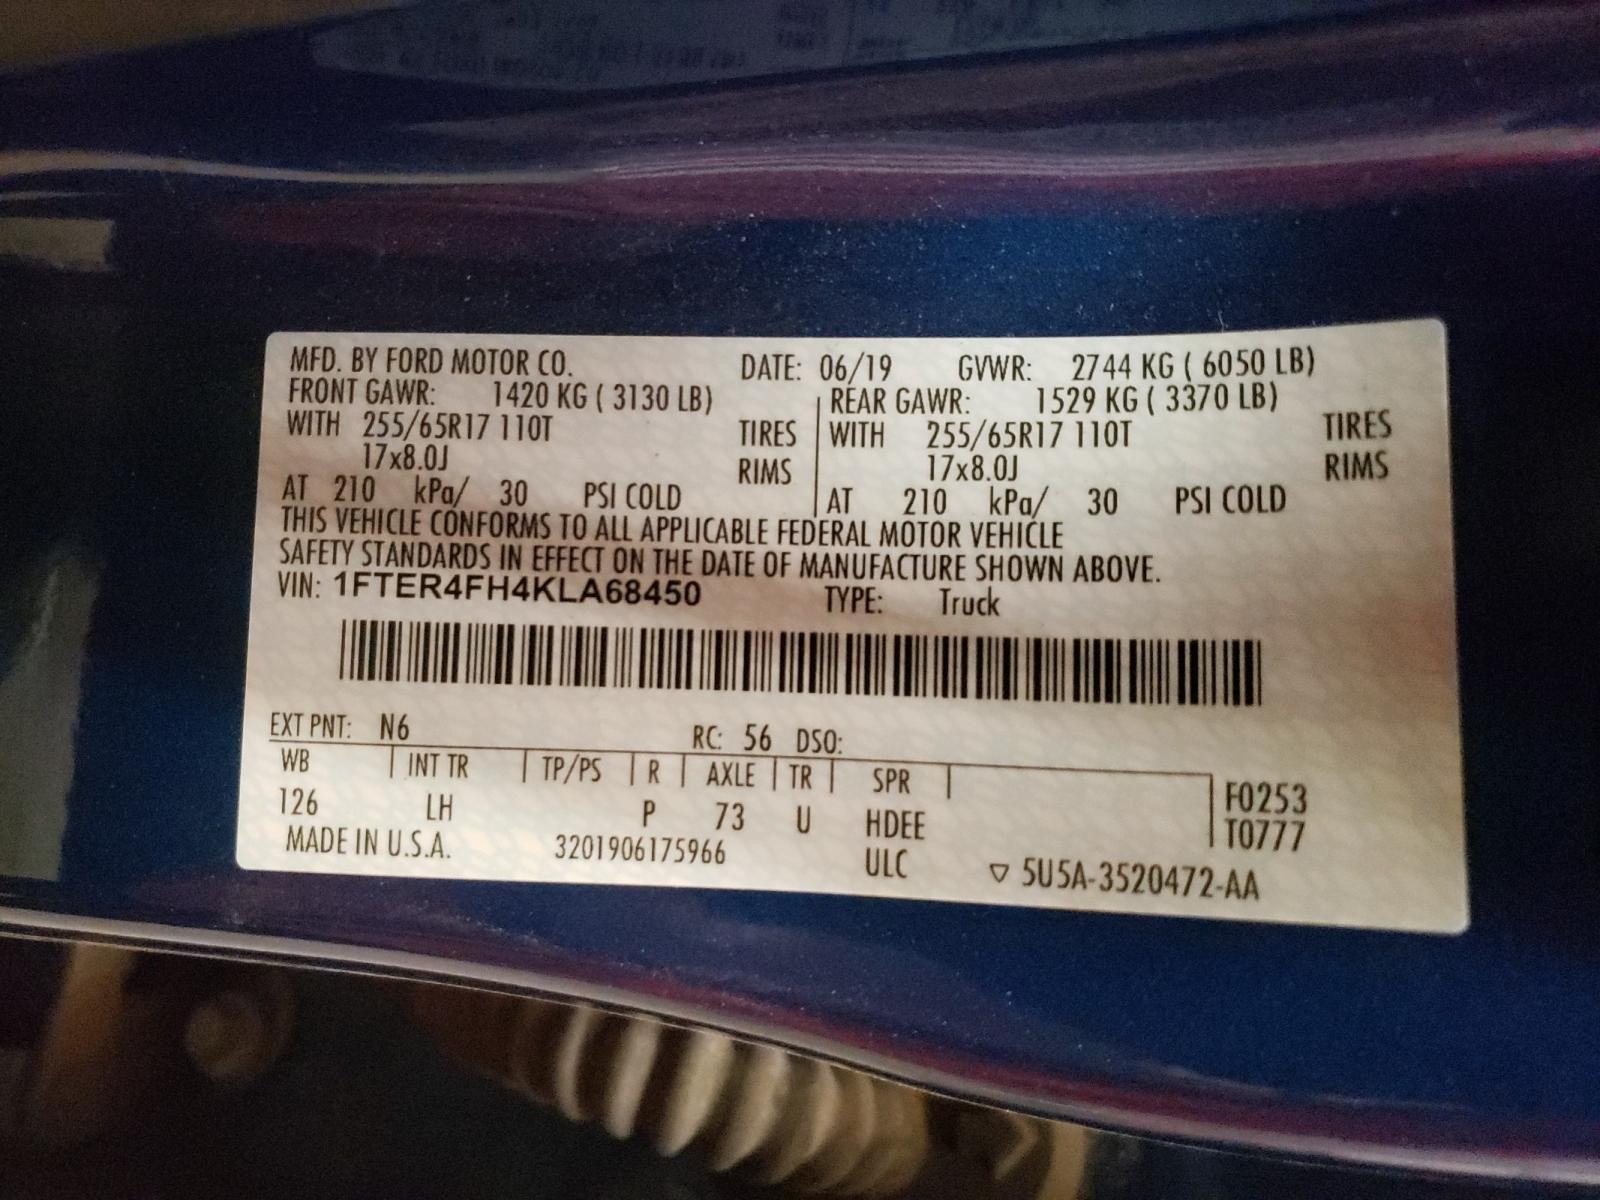 MFD. BY FORD MOTOR CO. DATE: 06/19 GVWR: 2744 KG ( 6050 LB)
FRONT GAWR: 1420 KG ( 3130 LB) REAR GAWR: 1529 KG ( 3370 LB)
WITH 255/65R17 110T TIRES WITH 255/65R17 110T TIRES
17x8.0J RIMS 17x8.0J RIMS
AT 210 kPa/ 30 PSI COLD AT 210 kPa/ 30 PSI COLD
THIS VEHICLE CONFORMS TO ALL APPLICABLE FEDERAL MOTOR VEHICLE
SAFETY STANDARDS IN EFFECT ON THE DATE OF MANUFACTURE SHOWN ABOVE.
VIN: 1FTER4FH4KLA68450 TYPE: Truck
EXT PNT: N6 RC: 56 DSO:
WB INT TR TP/PS R AXLE TR SPR F0253
126 LH P 73 U HDEE T0777
MADE IN U.S.A. 3201906175966 ULC ▽ 5U5A-3520472-AA